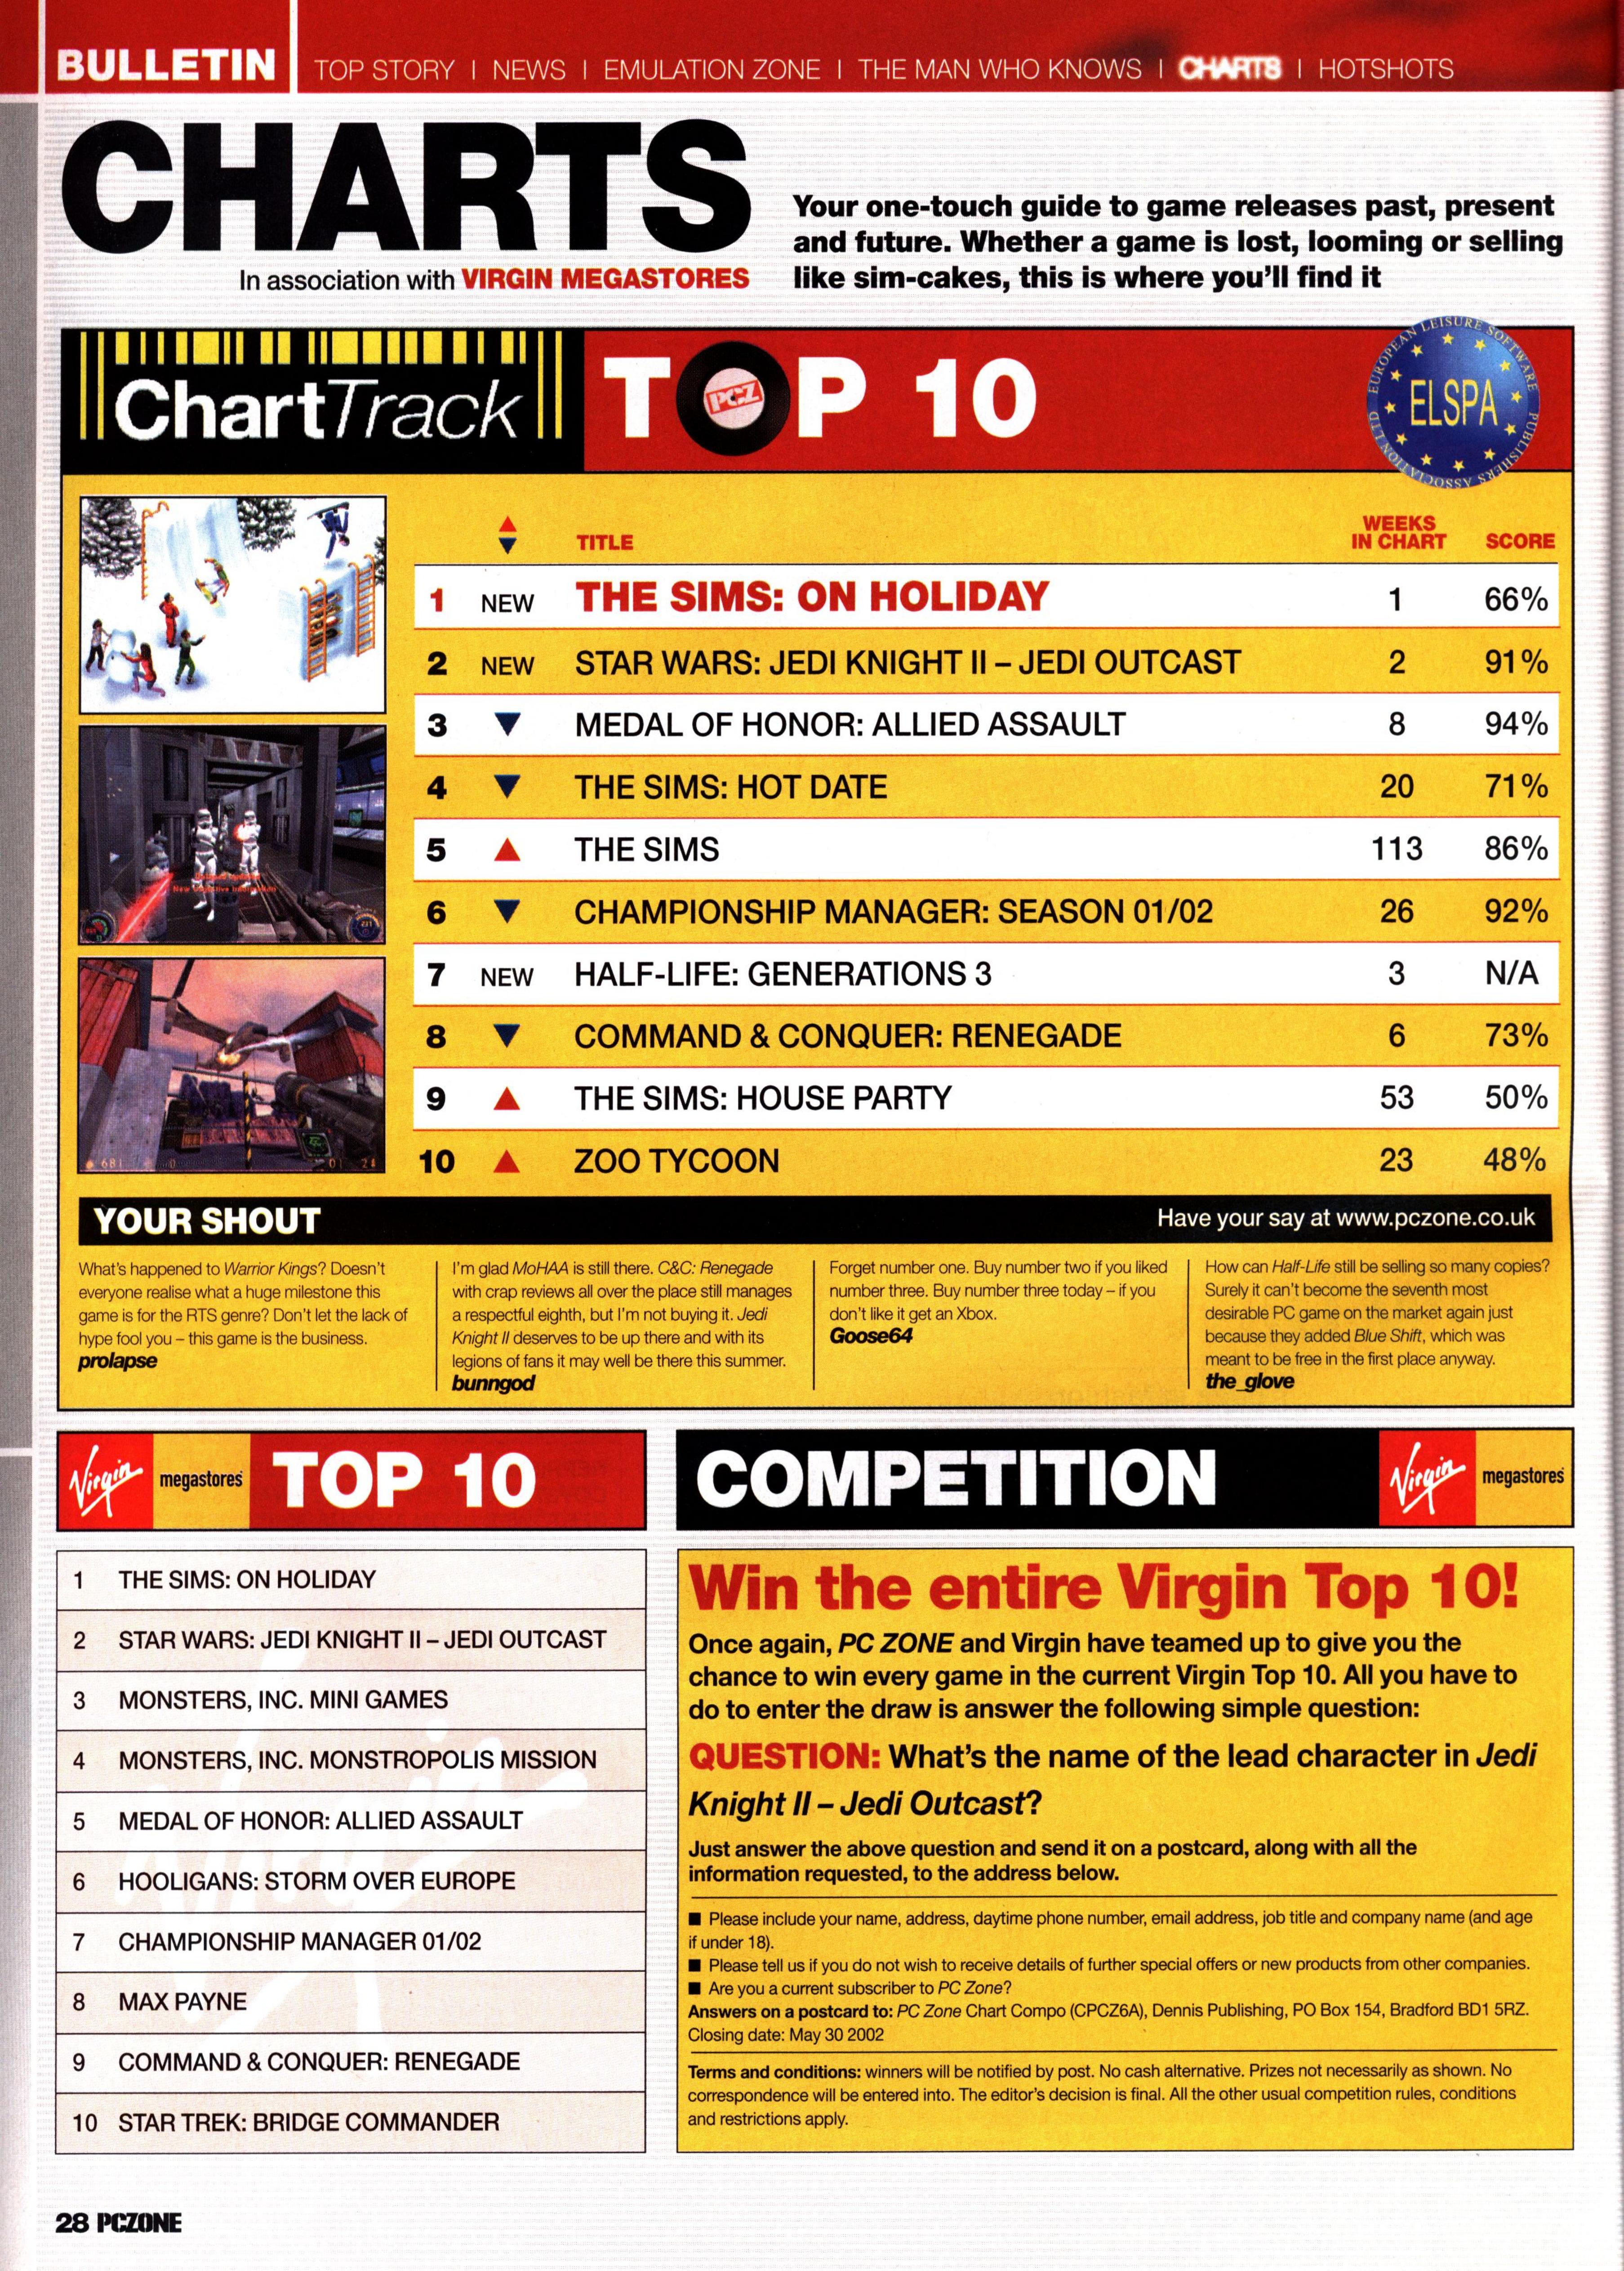 BULLETIN
TOP STORY | NEWS | EMULATION ZONE | THE MAN WHO KNOWS | CHARTS | HOTSHOTS
CHARTS
In association with VIRGIN MEGASTORES
Your one-touch guide to game releases past, present
and future. Whether a game is lost, looming or selling
like sim-cakes, this is where you'll find it
ChartTrack
TOP 10
PCZ
ELSPA
EUROPEAN LEISURE SOFTWARE PUBLISHERS ASSOCIATION LTD
TITLE WEEKS IN CHART SCORE
1 NEW THE SIMS: ON HOLIDAY 1 66%
2 NEW STAR WARS: JEDI KNIGHT II – JEDI OUTCAST 2 91%
3 ▼ MEDAL OF HONOR: ALLIED ASSAULT 8 94%
4 ▼ THE SIMS: HOT DATE 20 71%
5 ▲ THE SIMS 113 86%
6 ▼ CHAMPIONSHIP MANAGER: SEASON 01/02 26 92%
7 NEW HALF-LIFE: GENERATIONS 3 3 N/A
8 ▼ COMMAND & CONQUER: RENEGADE 6 73%
9 ▲ THE SIMS: HOUSE PARTY 53 50%
10 ▲ ZOO TYCOON 23 48%
YOUR SHOUT
Have your say at www.pczone.co.uk
What's happened to Warrior Kings? Doesn't
everyone realise what a huge milestone this
game is for the RTS genre? Don't let the lack of
hype fool you – this game is the business.
prolapse
I'm glad MoHAA is still there. C&C: Renegade
with crap reviews all over the place still manages
a respectful eighth, but I'm not buying it. Jedi
Knight II deserves to be up there and with its
legions of fans it may well be there this summer.
bunngod
Forget number one. Buy number two if you liked
number three. Buy number three today – if you
don't like it get an Xbox.
Goose64
How can Half-Life still be selling so many copies?
Surely it can't become the seventh most
desirable PC game on the market again just
because they added Blue Shift, which was
meant to be free in the first place anyway.
the_glove
Virgin megastores TOP 10
1 THE SIMS: ON HOLIDAY
2 STAR WARS: JEDI KNIGHT II – JEDI OUTCAST
3 MONSTERS, INC. MINI GAMES
4 MONSTERS, INC. MONSTROPOLIS MISSION
5 MEDAL OF HONOR: ALLIED ASSAULT
6 HOOLIGANS: STORM OVER EUROPE
7 CHAMPIONSHIP MANAGER 01/02
8 MAX PAYNE
9 COMMAND & CONQUER: RENEGADE
10 STAR TREK: BRIDGE COMMANDER
COMPETITION Virgin megastores
Win the entire Virgin Top 10!
Once again, PC ZONE and Virgin have teamed up to give you the
chance to win every game in the current Virgin Top 10. All you have to
do to enter the draw is answer the following simple question:
QUESTION: What's the name of the lead character in Jedi
Knight II – Jedi Outcast?
Just answer the above question and send it on a postcard, along with all the
information requested, to the address below.
■ Please include your name, address, daytime phone number, email address, job title and company name (and age
if under 18).
■ Please tell us if you do not wish to receive details of further special offers or new products from other companies.
■ Are you a current subscriber to PC Zone?
Answers on a postcard to: PC Zone Chart Compo (CPCZ6A), Dennis Publishing, PO Box 154, Bradford BD1 5RZ.
Closing date: May 30 2002
Terms and conditions: winners will be notified by post. No cash alternative. Prizes not necessarily as shown. No
correspondence will be entered into. The editor's decision is final. All the other usual competition rules, conditions
and restrictions apply.
28 PCZONE